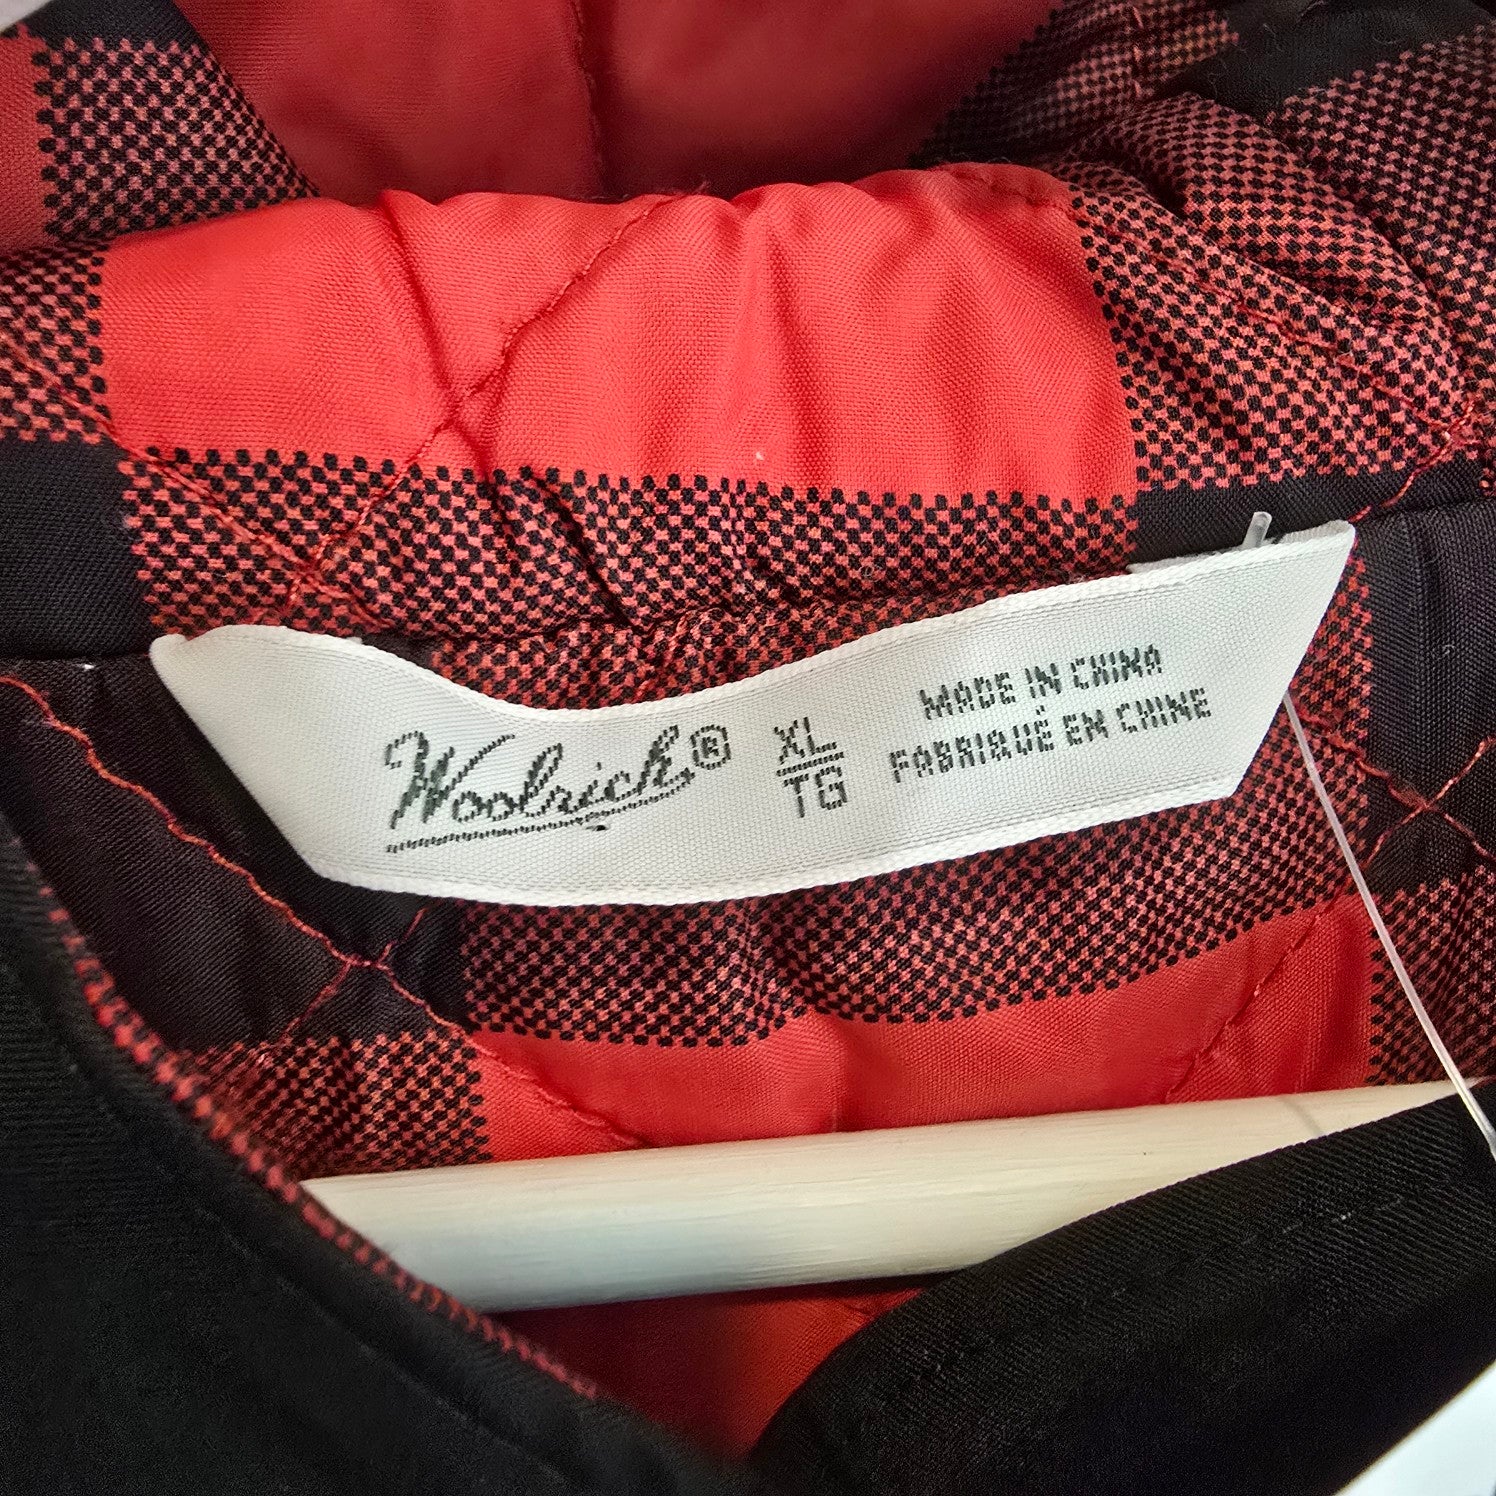 Woolrich®
XL
TG
MADE IN CHINA
FABRIQUÉ EN CHINE